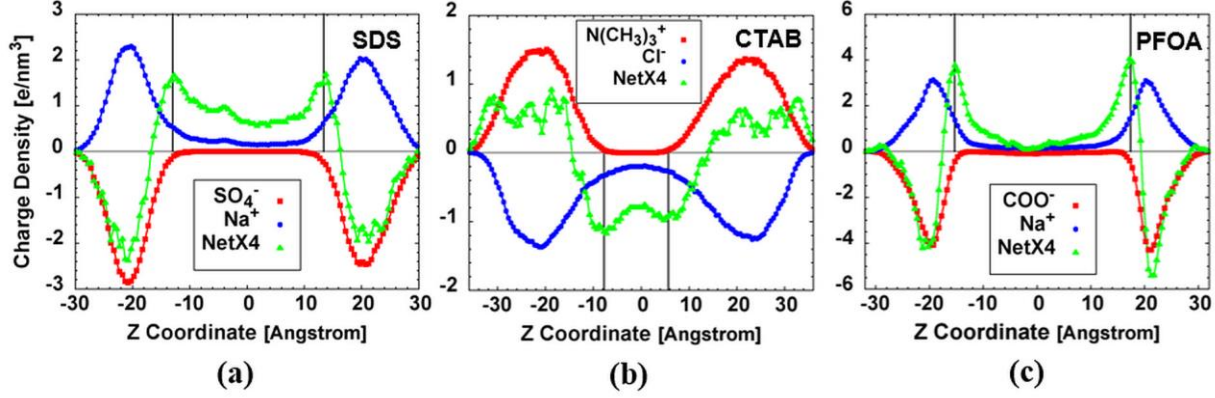 Charge Density [e/nm³]
3
2
1
0
-1
-2
-3
SDS
SO₄⁻
Na⁺
NetX4
-30 -20 -10 0 10 20 30
Z Coordinate [Angstrom]
(a)
2
1
0
-1
-2
N(CH₃)₃⁺
Cl⁻
NetX4
CTAB
-30 -20 -10 0 10 20 30
Z Coordinate [Angstrom]
(b)
6
4
2
0
-2
-4
-6
PFOA
COO⁻
Na⁺
NetX4
-30 -20 -10 0 10 20 30
Z Coordinate [Angstrom]
(c)